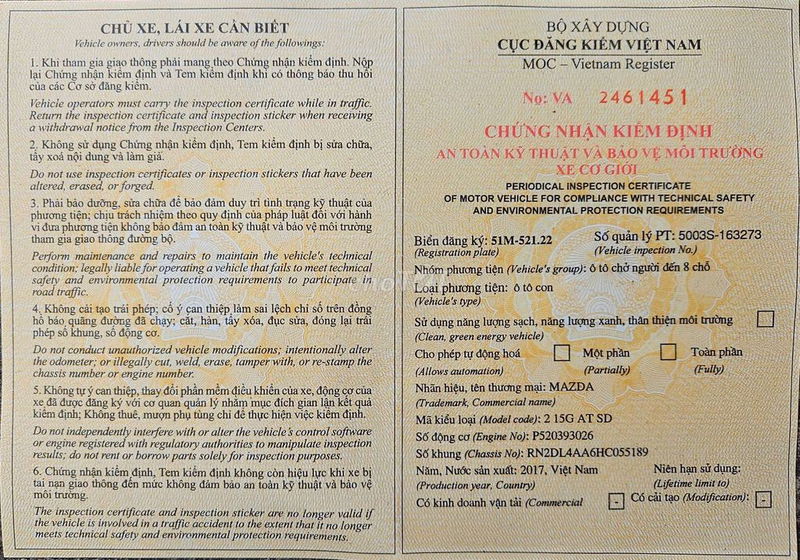 CHỦ XE, LÁI XE CẦN BIẾT
Vehicle owners, drivers should be aware of the followings:
1. Khi tham gia giao thông phải mang theo Chứng nhận kiểm định. Nộp
lại Chứng nhận kiểm định và Tem kiểm định khi có thông báo thu hồi
của các Cơ sở đăng kiểm.
Vehicle operators must carry the inspection certificate while in traffic.
Return the inspection certificate and inspection sticker when receiving
a withdrawal notice from the Inspection Centers.
2. Không sử dụng Chứng nhận kiểm định, Tem kiểm định bị sửa chữa,
tẩy xoá nội dung và làm giả.
Do not use inspection certificates or inspection stickers that have been
altered, erased, or forged.
3. Phải bảo dưỡng, sửa chữa để bảo đảm duy trì tình trạng kỹ thuật của
phương tiện; chịu trách nhiệm theo quy định của pháp luật đối với hành
vi đưa phương tiện không bảo đảm an toàn kỹ thuật và bảo vệ môi trường
tham gia giao thông đường bộ.
Perform maintenance and repairs to maintain the vehicle's technical
condition; legally liable for operating a vehicle that fails to meet technical
safety and environmental protection requirements to participate in
road traffic.
4. Không cải tạo trái phép; cố ý can thiệp làm sai lệch chỉ số trên đồng
hồ báo quãng đường đã chạy; cắt, hàn, tẩy xóa, đục sửa, đóng lại trái
phép số khung, số động cơ.
Do not conduct unauthorized vehicle modifications; intentionally alter
the odometer; or illegally cut, weld, erase, tamper with, or re-stamp the
chassis number or engine number.
5. Không tự ý can thiệp, thay đổi phần mềm điều khiển của xe, động cơ của
xe đã được đăng ký với cơ quan quản lý nhằm mục đích gian lận kết quả
kiểm định; Không thuê, mượn phụ tùng chỉ để thực hiện việc kiểm định.
Do not independently interfere with or alter the vehicle's control software
or engine registered with regulatory authorities to manipulate inspection
results; do not rent or borrow parts solely for inspection purposes.
6. Chứng nhận kiểm định, Tem kiểm định không còn hiệu lực khi xe bị
tai nạn giao thông đến mức không đảm bảo an toàn kỹ thuật và bảo vệ
môi trường.
The inspection certificate and inspection sticker are no longer valid if
the vehicle is involved in a traffic accident to the extent that it no longer
meets technical safety and environmental protection requirements.
BỘ XÂY DỰNG
CỤC ĐĂNG KIỂM VIỆT NAM
MOC – Vietnam Register
No: VA 2461451
CHỨNG NHẬN KIỂM ĐỊNH
AN TOÀN KỸ THUẬT VÀ BẢO VỆ MÔI TRƯỜNG
XE CƠ GIỚI
PERIODICAL INSPECTION CERTIFICATE
OF MOTOR VEHICLE FOR COMPLIANCE WITH TECHNICAL SAFETY
AND ENVIRONMENTAL PROTECTION REQUIREMENTS
Biển đăng ký: 51M-521.22 Số quản lý PT: 5003S-163273
(Registration plate) (Vehicle inpection No.)
Nhóm phương tiện (Vehicle's group): ô tô chở người đến 8 chỗ
Loại phương tiện: ô tô con
(Vehicle's type)
Sử dụng năng lượng sạch, năng lượng xanh, thân thiện môi trường
(Clean, green energy vehicle)
Cho phép tự động hoá Một phần Toàn phần
(Allows automation) (Partially) (Fully)
Nhãn hiệu, tên thương mại: MAZDA
(Trademark, Commercial name)
Mã kiểu loại (Model code): 2 15G AT SD
Số động cơ (Engine No): P520393026
Số khung (Chassis No): RN2DL4AA6HC055189
Năm, Nước sản xuất: 2017, Việt Nam Niên hạn sử dụng:
(Production year, Country) (Lifetime limit to)
Có kinh doanh vận tải (Commercial - Có cải tạo (Modification): -